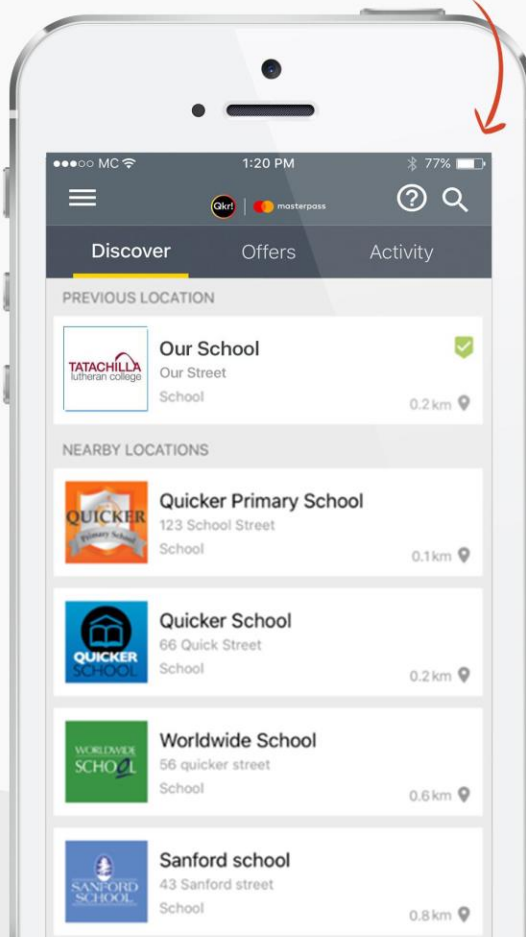 MC
1:20 PM
77%
Qkr!
masterpass
Discover
Offers
Activity
PREVIOUS LOCATION
TATACHILLA
lutheran college
Our School
Our Street
School
0.2 km
NEARBY LOCATIONS
QUICKER
Primary School
Quicker Primary School
123 School Street
School
0.1 km
QUICKER
SCHOOL
Quicker School
66 Quick Street
School
0.2 km
WORLDWIDE
SCHOOL
Worldwide School
56 quicker street
School
0.6 km
SANFORD
SCHOOL
Sanford school
43 Sanford street
School
0.8 km